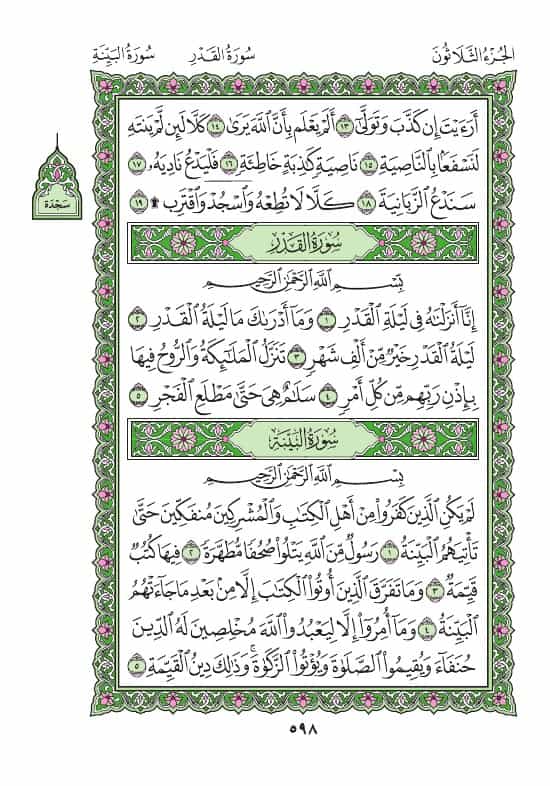 الجُزْءُ الثَّلَاثُونَ سُورَةُ القَدْرِ سُورَةُ البَيِّنَةِ
أَرَءَيْتَ إِن كَذَّبَ وَتَوَلَّىٰٓ ١٣ أَلَمْ يَعْلَم بِأَنَّ ٱللَّهَ يَرَىٰ ١٤ كَلَّا لَئِن لَّمْ يَنتَهِ
لَنَسْفَعًۢا بِٱلنَّاصِيَةِ ١٥ نَاصِيَةٍ كَٰذِبَةٍ خَاطِئَةٍ ١٦ فَلْيَدْعُ نَادِيَهُۥ ١٧
سَنَدْعُ ٱلزَّبَانِيَةَ ١٨ كَلَّا لَا تُطِعْهُ وَٱسْجُدْ وَٱقْتَرِب ۩ ١٩
سَجْدَة
سُورَةُ القَدْرِ
بِسْمِ ٱللَّهِ ٱلرَّحْمَٰنِ ٱلرَّحِيمِ
إِنَّآ أَنزَلْنَٰهُ فِى لَيْلَةِ ٱلْقَدْرِ ١ وَمَآ أَدْرَىٰكَ مَا لَيْلَةُ ٱلْقَدْرِ ٢
لَيْلَةُ ٱلْقَدْرِ خَيْرٌ مِّنْ أَلْفِ شَهْرٍ ٣ تَنَزَّلُ ٱلْمَلَٰٓئِكَةُ وَٱلرُّوحُ فِيهَا
بِإِذْنِ رَبِّهِم مِّن كُلِّ أَمْرٍ ٤ سَلَٰمٌ هِىَ حَتَّىٰ مَطْلَعِ ٱلْفَجْرِ ٥
سُورَةُ البَيِّنَةِ
بِسْمِ ٱللَّهِ ٱلرَّحْمَٰنِ ٱلرَّحِيمِ
لَمْ يَكُنِ ٱلَّذِينَ كَفَرُوا۟ مِنْ أَهْلِ ٱلْكِتَٰبِ وَٱلْمُشْرِكِينَ مُنفَكِّينَ حَتَّىٰ
تَأْتِيَهُمُ ٱلْبَيِّنَةُ ١ رَسُولٌ مِّنَ ٱللَّهِ يَتْلُوا۟ صُحُفًا مُّطَهَّرَةً ٢ فِيهَا كُتُبٌ
قَيِّمَةٌ ٣ وَمَا تَفَرَّقَ ٱلَّذِينَ أُوتُوا۟ ٱلْكِتَٰبَ إِلَّا مِنۢ بَعْدِ مَا جَآءَتْهُمُ
ٱلْبَيِّنَةُ ٤ وَمَآ أُمِرُوٓا۟ إِلَّا لِيَعْبُدُوا۟ ٱللَّهَ مُخْلِصِينَ لَهُ ٱلدِّينَ
حُنَفَآءَ وَيُقِيمُوا۟ ٱلصَّلَوٰةَ وَيُؤْتُوا۟ ٱلزَّكَوٰةَ ۚ وَذَٰلِكَ دِينُ ٱلْقَيِّمَةِ ٥
٥٩٨